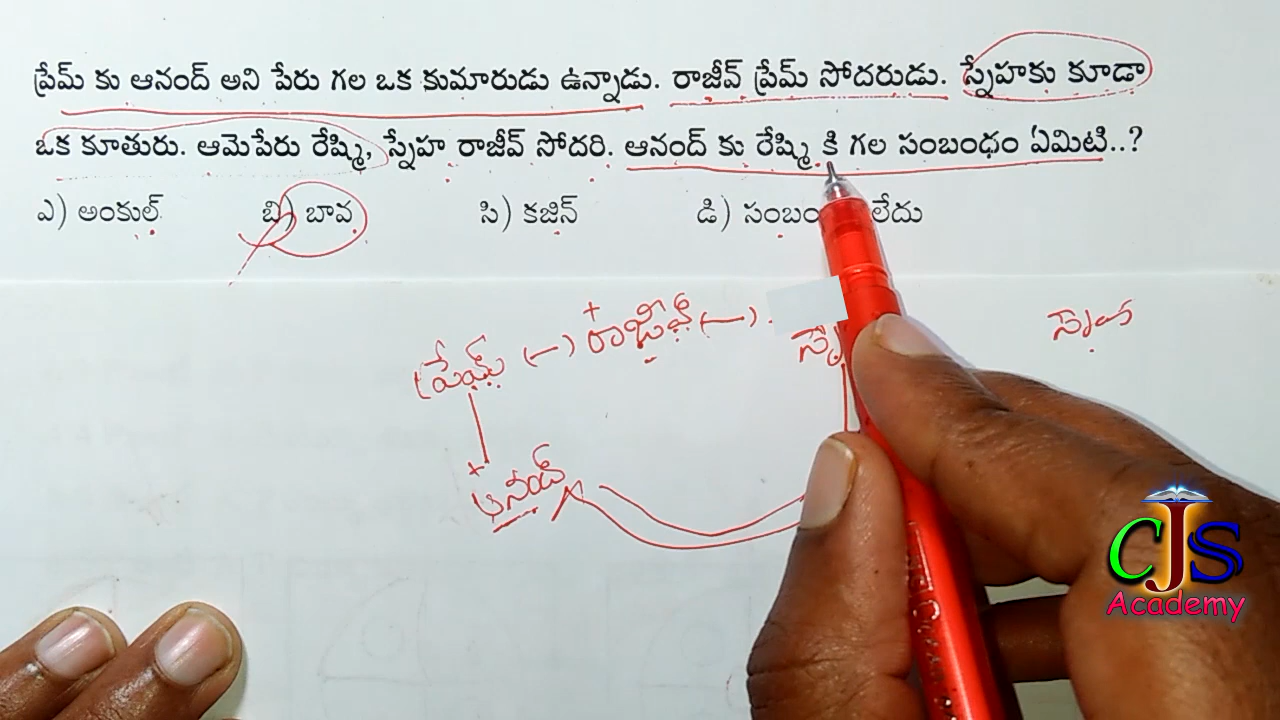 ప్రేమ్ కు ఆనంద్ అని పేరు గల ఒక కుమారుడు ఉన్నాడు. రాజీవ్ ప్రేమ్ సోదరుడు. స్నేహకు కూడా
ఒక కూతురు. ఆమెపేరు రేష్మి, స్నేహ రాజీవ్ సోదరి. ఆనంద్ కు రేష్మి కి గల సంబంధం ఏమిటి..?
ఎ) అంకుల్ బి) బావ సి) కజిన్ డి) లేదు
ప్రేమ్ (—) + రాజీవ్ (—)
+ ఆనంద్
CJS
Academy